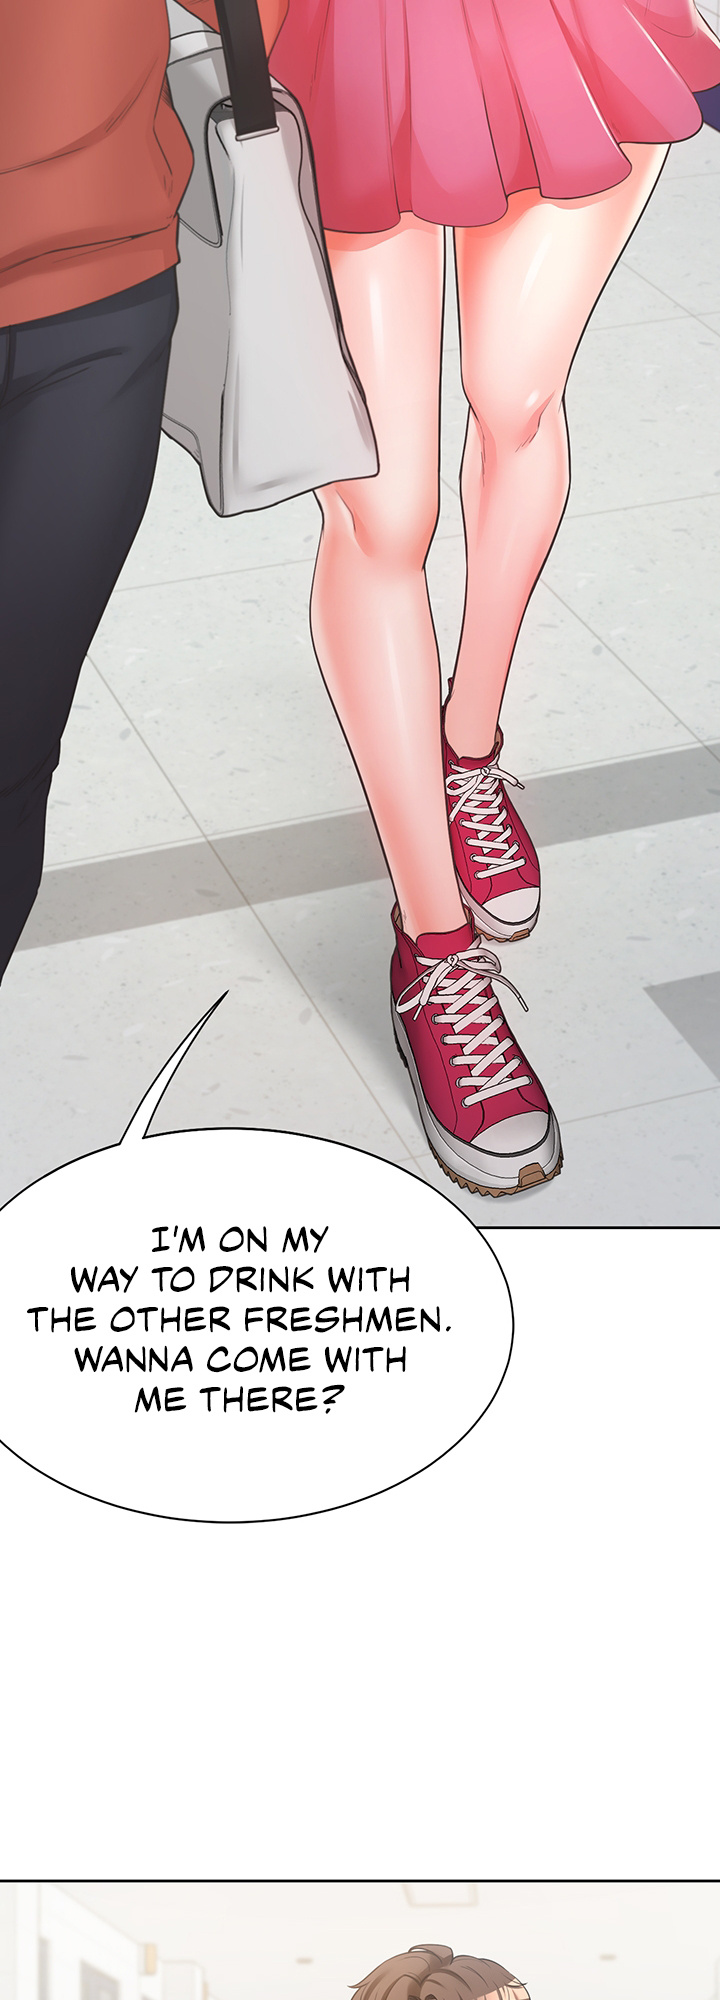 I'M ON MY
WAY TO DRINK WITH
THE OTHER FRESHMEN.
WANNA COME WITH
ME THERE?